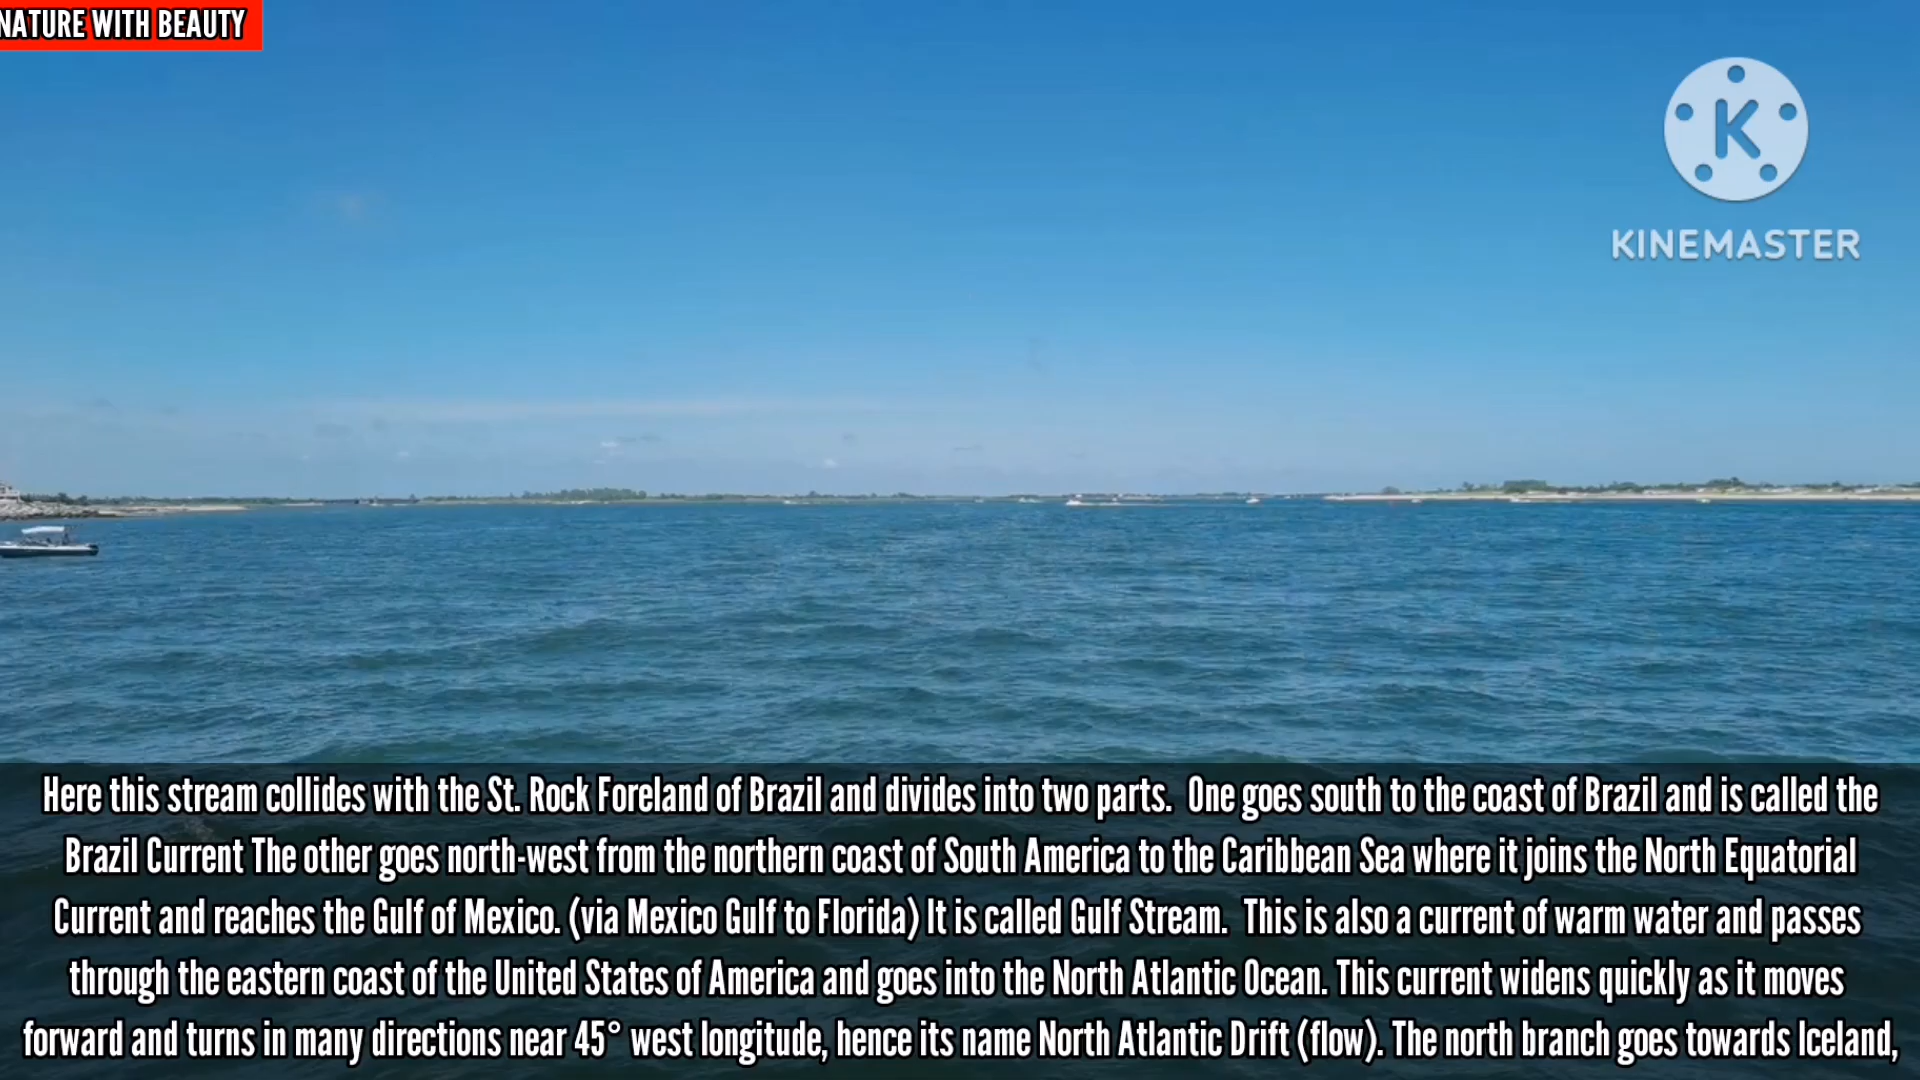 NATURE WITH BEAUTY
K
KINEMASTER
Here this stream collides with the St. Rock Foreland of Brazil and divides into two parts. One goes south to the coast of Brazil and is called the
Brazil Current The other goes north-west from the northern coast of South America to the Caribbean Sea where it joins the North Equatorial
Current and reaches the Gulf of Mexico. (via Mexico Gulf to Florida) It is called Gulf Stream. This is also a current of warm water and passes
through the eastern coast of the United States of America and goes into the North Atlantic Ocean. This current widens quickly as it moves
forward and turns in many directions near 45° west longitude, hence its name North Atlantic Drift (flow). The north branch goes towards Iceland,